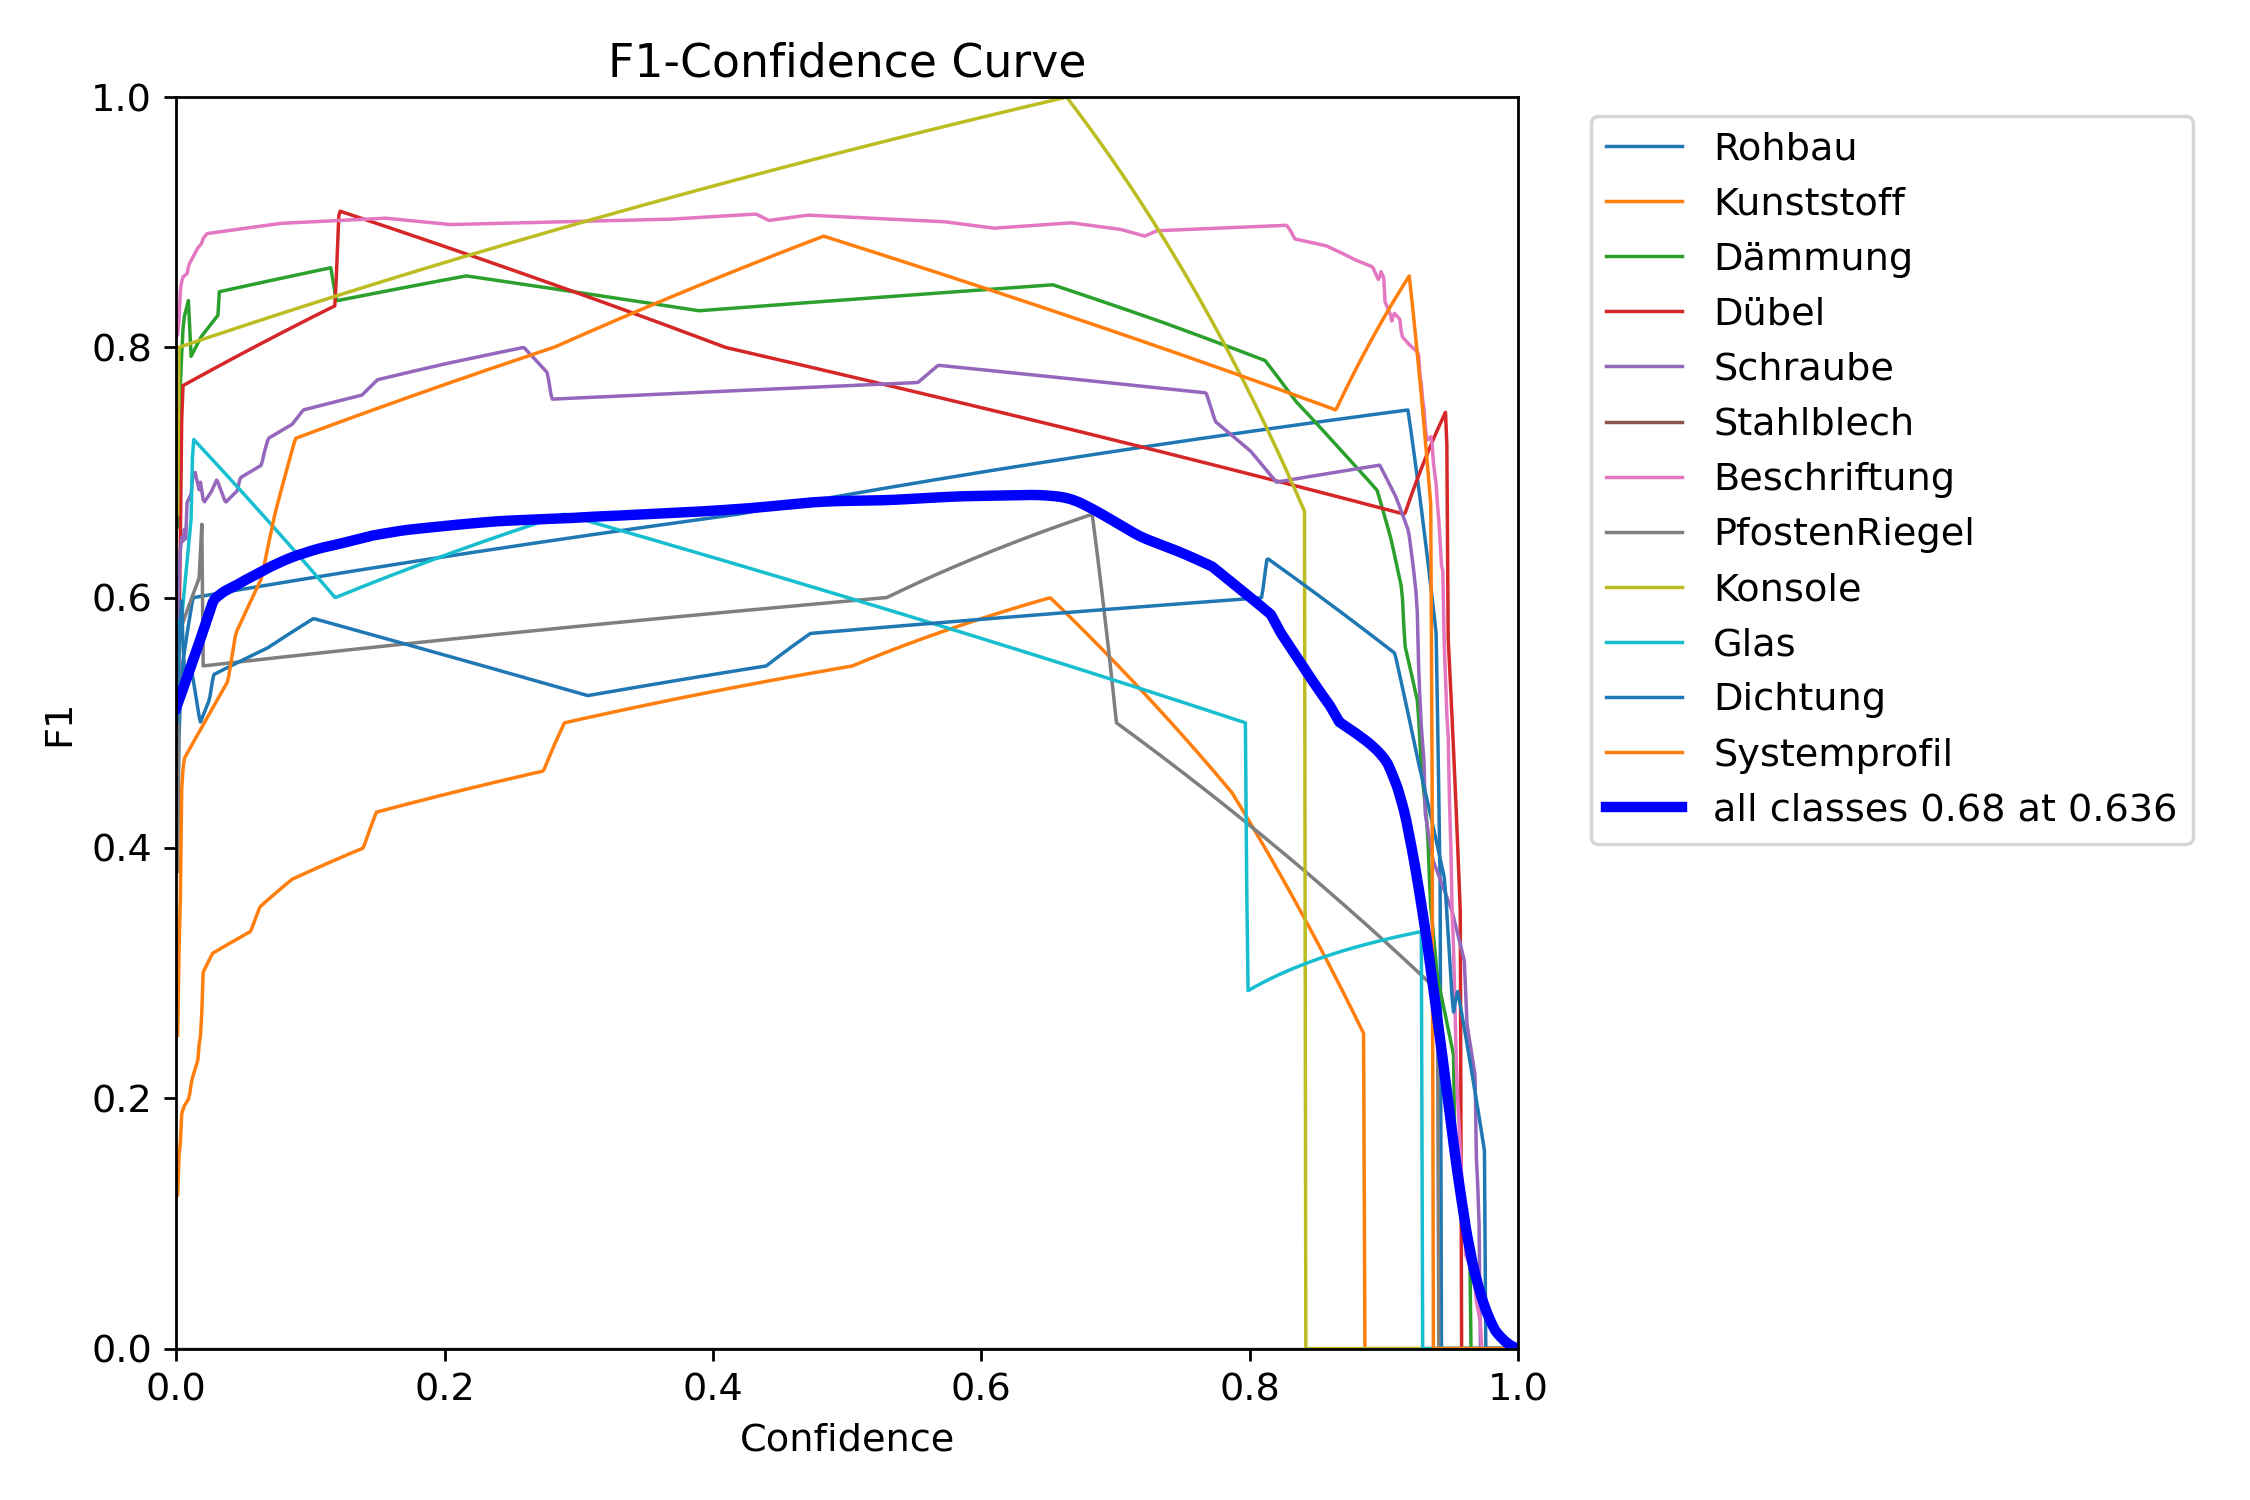 F1-Confidence Curve
1.0
0.8
0.6
0.4
0.2
0.0
F1
0.0 0.2 0.4 0.6 0.8 1.0
Confidence
Rohbau
Kunststoff
Dämmung
Dübel
Schraube
Stahlblech
Beschriftung
PfostenRiegel
Konsole
Glas
Dichtung
Systemprofil
all classes 0.68 at 0.636